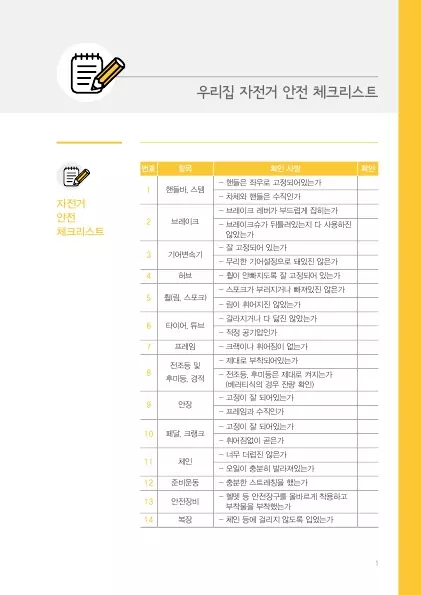 우리집 자전거 안전 체크리스트
자전거
안전
체크리스트
번호 항목 확인 사항 확인
1 핸들바, 스템 – 핸들은 좌우로 고정되어있는가
– 차체와 핸들은 수직인가
2 브레이크 – 브레이크 레버가 부드럽게 잡히는가
– 브레이크슈가 뒤틀려있는지 다 사용하진
않았는가
3 기어변속기 – 잘 고정되어 있는가
– 무리한 기어설정으로 돼있진 않은가
4 허브 – 휠이 안빠지도록 잘 고정되어 있는가
5 휠(림, 스포크) – 스포크가 부러지거나 빠져있진 않은가
– 림이 휘어지진 않았는가
6 타이어, 튜브 – 갈라지거나 다 닳진 않았는가
– 적정 공기압인가
7 프레임 – 크랙이나 휘어짐이 없는가
8 전조등 및
후미등, 경적 – 제대로 부착되어있는가
– 전조등, 후미등은 제대로 켜지는가
(베러티식의 경우 잔량 확인)
9 안장 – 고정이 잘 되어있는가
– 프레임과 수직인가
10 페달, 크랭크 – 고정이 잘 되어있는가
– 휘어짐없이 곧은가
11 체인 – 너무 더럽진 않은가
– 오일이 충분히 발라져있는가
12 준비운동 – 충분한 스트레칭을 했는가
13 안전장비 – 헬멧 등 안전장구를 올바르게 착용하고
부착물을 부착했는가
14 복장 – 체인 등에 걸리지 않도록 입었는가
1